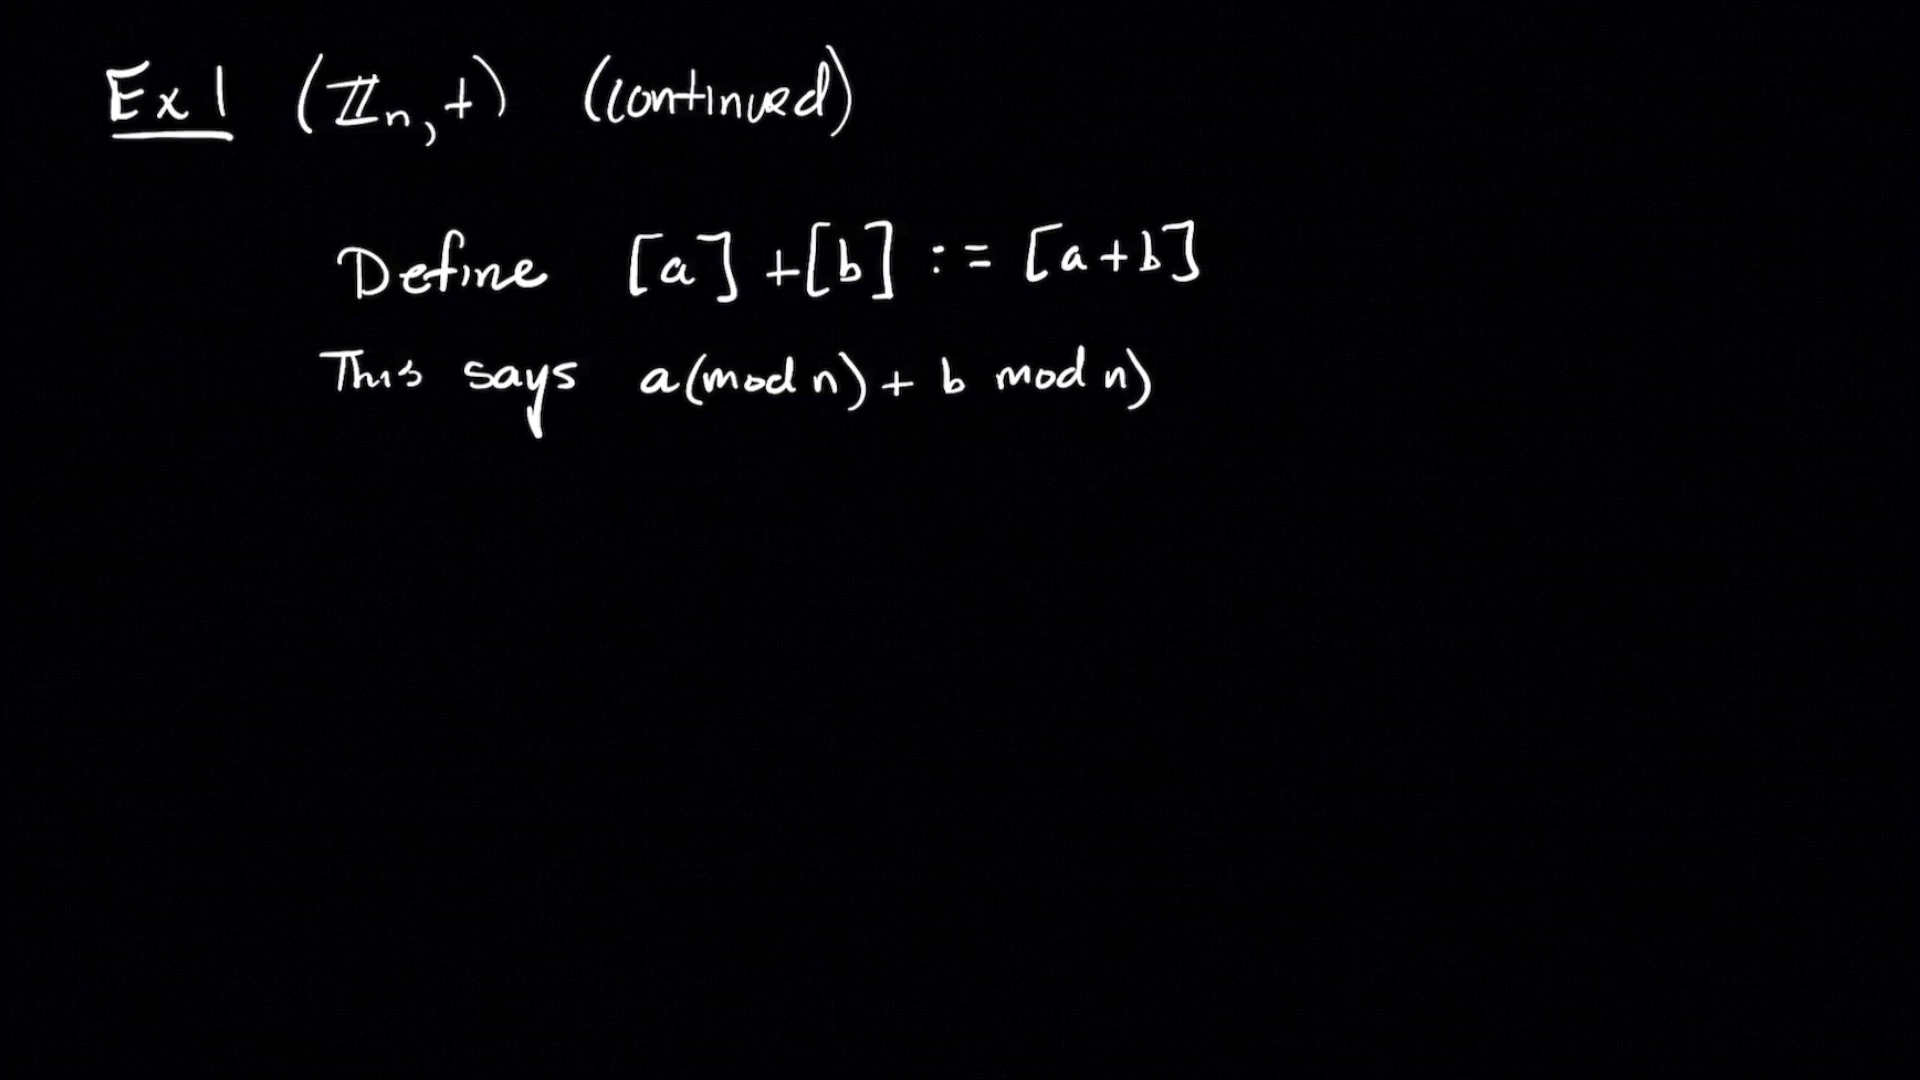 Ex 1 (ℤn, +) (continued)
Define [a] + [b] := [a+b]
This says a(mod n) + b mod n)